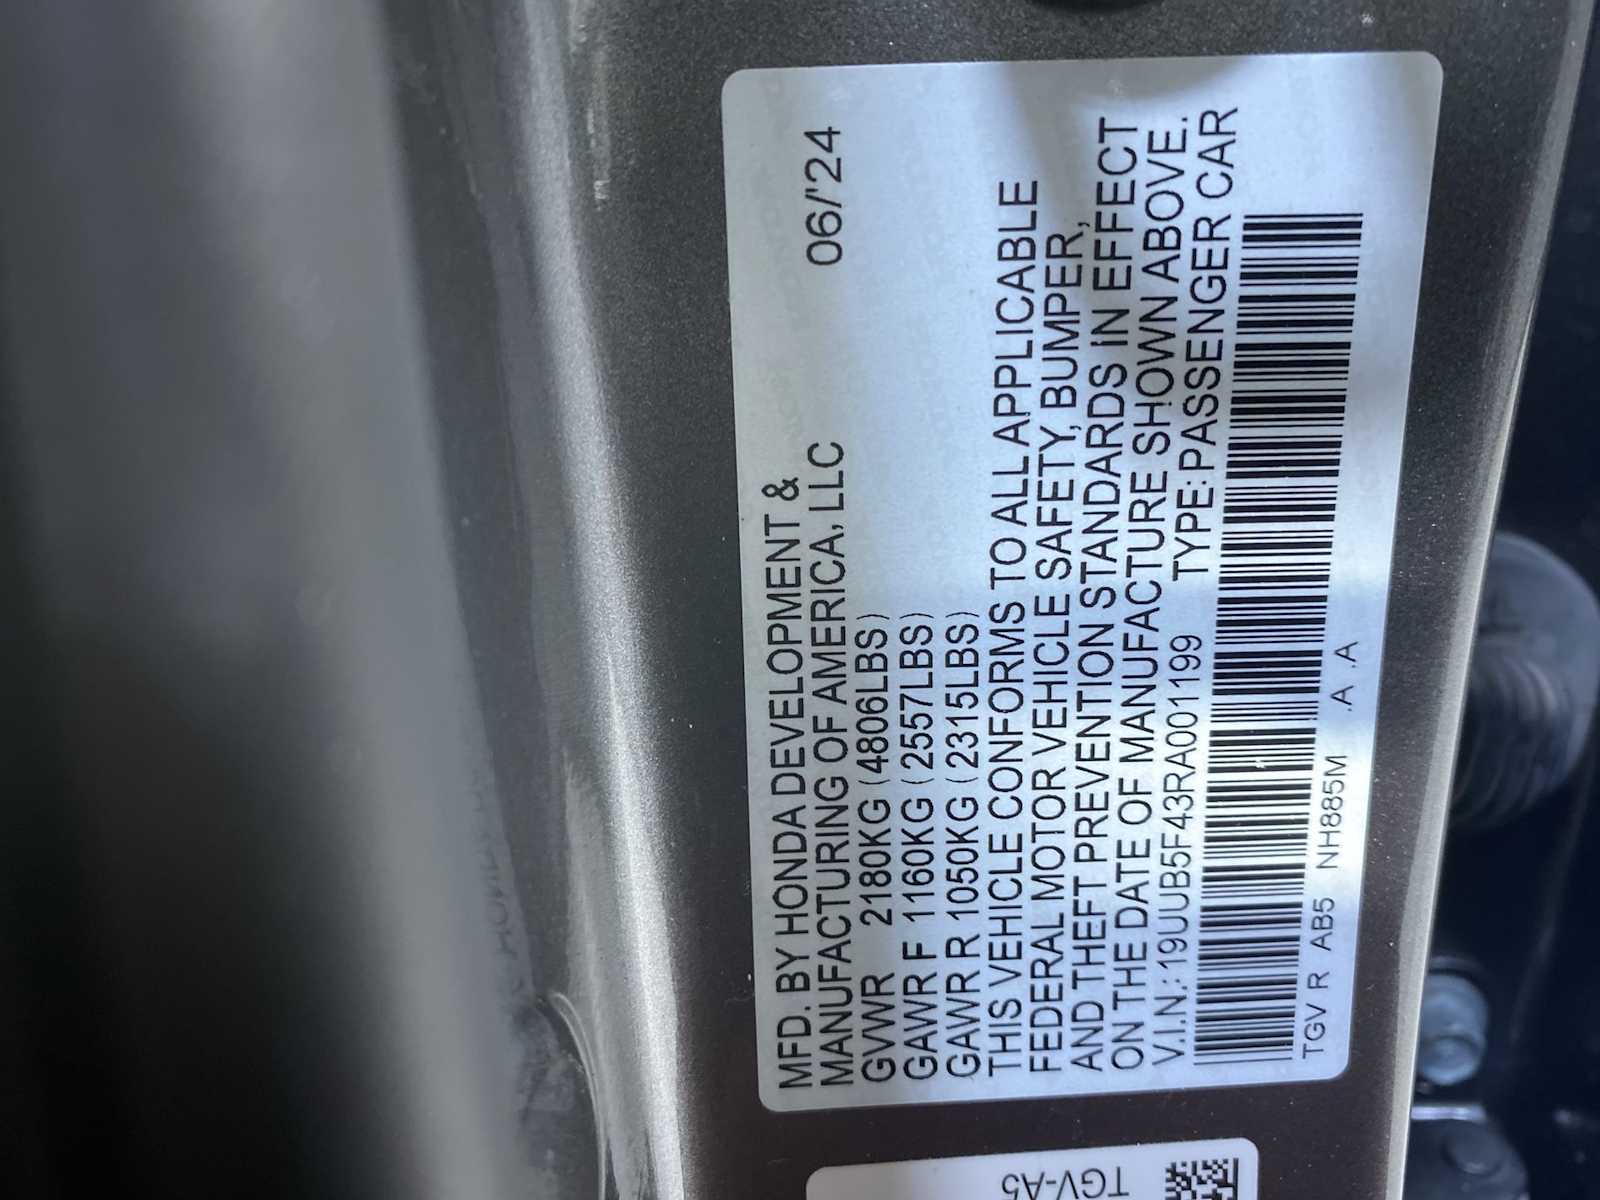 MFD. BY HONDA DEVELOPMENT &
MANUFACTURING OF AMERICA, LLC 06/'24
GVWR 2180KG (4806LBS)
GAWR F 1160KG (2557LBS)
GAWR R 1050KG (2315LBS)
THIS VEHICLE CONFORMS TO ALL APPLICABLE
FEDERAL MOTOR VEHICLE SAFETY, BUMPER,
AND THEFT PREVENTION STANDARDS IN EFFECT
ON THE DATE OF MANUFACTURE SHOWN ABOVE.
V.I.N.: 19UUB5F43RA001199 TYPE:PASSENGER CAR
TGV R AB5 NH885M .A .A
TGV-A5